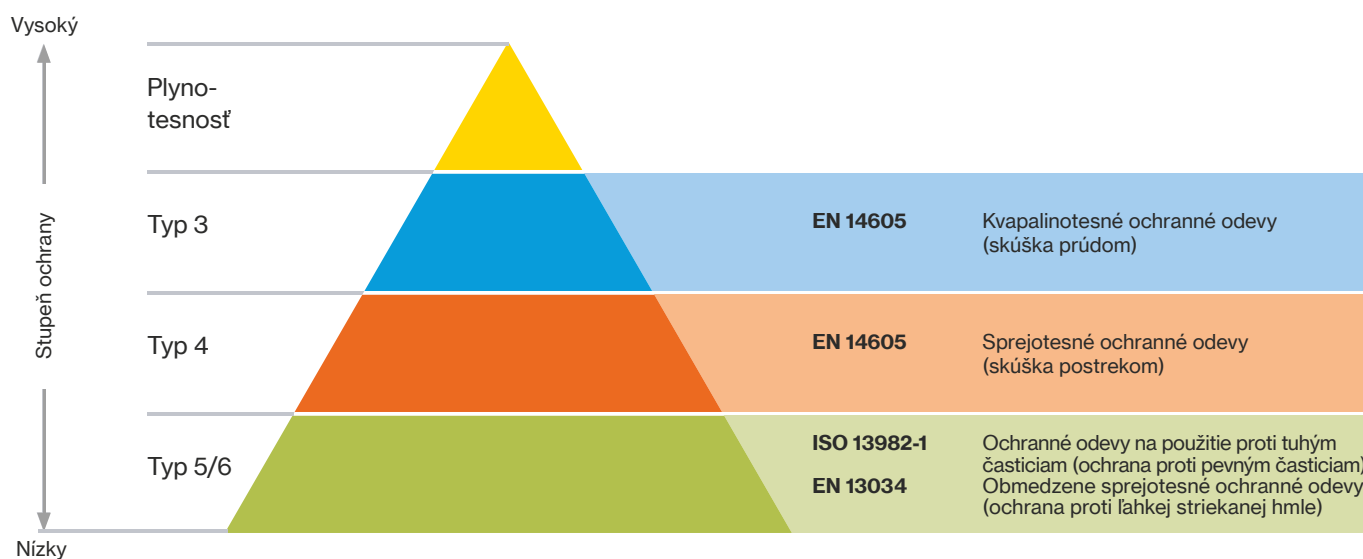 Vysoký
Plyno-
tesnosť
Stupeň ochrany
Typ 3
EN 14605
Kvapalinotesné ochranné odevy
(skúška prúdom)
Typ 4
EN 14605
Sprejotesné ochranné odevy
(skúška postrekom)
Typ 5/6
ISO 13982-1
Ochranné odevy na použitie proti tuhým
časticiam (ochrana proti pevným časticiam)
EN 13034
Obmedzene sprejotesné ochranné odevy
(ochrana proti ľahkej striekanej hmle)
Nízky